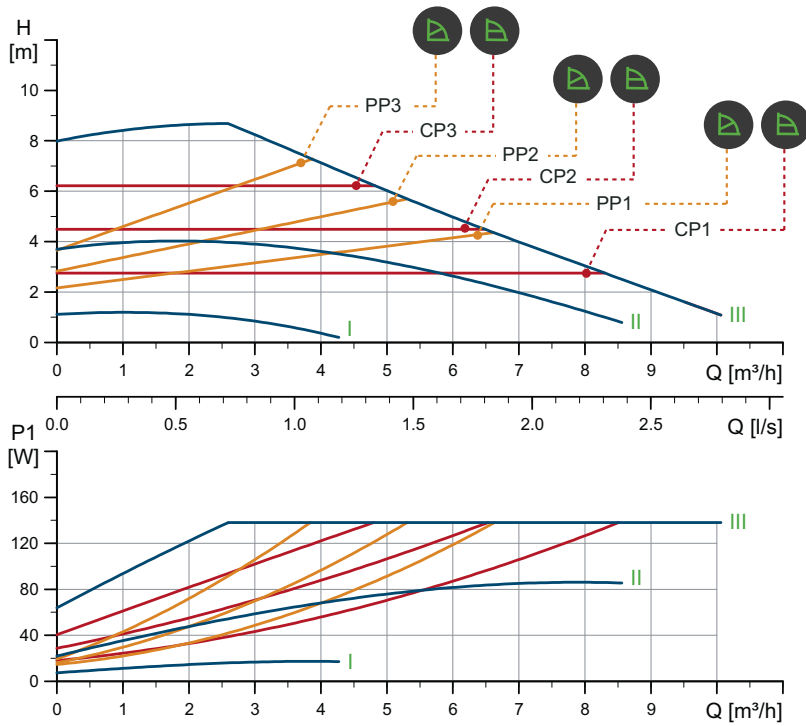 H
[m]
10
8
6
4
2
0
PP3
CP3
PP2
CP2
PP1
CP1
I
II
III
0 1 2 3 4 5 6 7 8 9 Q [m³/h]
0.0 0.5 1.0 1.5 2.0 2.5 Q [l/s]
P1
[W]
160
120
80
40
0
III
II
I
0 1 2 3 4 5 6 7 8 9 Q [m³/h]